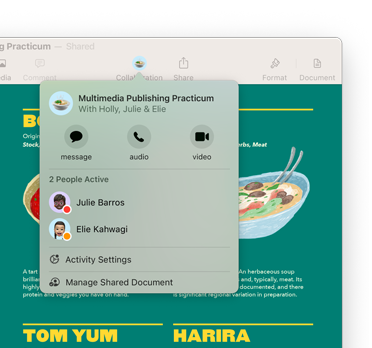 g Practicum — Shared
dia Comment Collaboration Share Format Document
Multimedia Publishing Practicum
With Holly, Julie & Elie
message audio video
2 People Active
Julie Barros
Elie Kahwagi
Activity Settings
Manage Shared Document
B
Origin
Stock,
rbs, Meat
A tart
brillia
highly
protein and veggies you have on hand.
An herbaceous soup
and, typically, meat. Its
documented, and there
is significant regional variation in preparation.
TOM YUM HARIRA